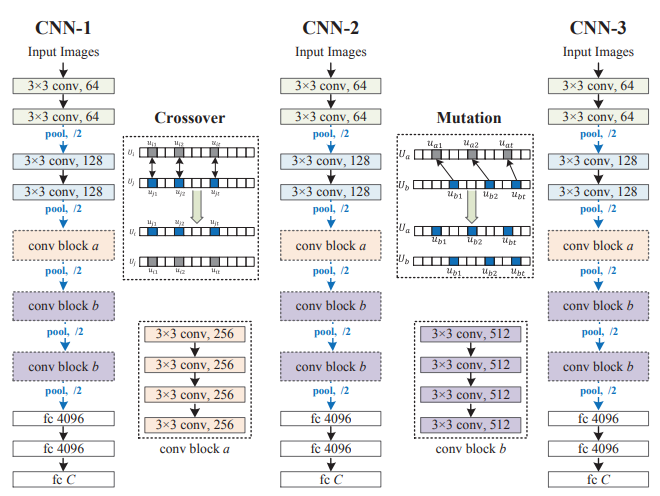 CNN-1
Input Images
3×3 conv, 64
3×3 conv, 64
pool, /2
3×3 conv, 128
3×3 conv, 128
pool, /2
conv block a
pool, /2
conv block b
pool, /2
conv block b
pool, /2
fc 4096
fc 4096
fc C
Crossover
u_{i1} u_{i2} u_{it}
U_i
U_j
u_{j1} u_{j2} u_{jt}
u_{j1} u_{j2} u_{jt}
U_i
U_j
u_{i1} u_{i2} u_{it}
3×3 conv, 256
3×3 conv, 256
3×3 conv, 256
3×3 conv, 256
conv block a
CNN-2
Input Images
3×3 conv, 64
3×3 conv, 64
pool, /2
3×3 conv, 128
3×3 conv, 128
pool, /2
conv block a
pool, /2
conv block b
pool, /2
conv block b
pool, /2
fc 4096
fc 4096
fc C
Mutation
u_{a1} u_{a2} u_{at}
U_a
U_b
u_{b1} u_{b2} u_{bt}
U_a
u_{b1} u_{b2} u_{bt}
U_b
u_{b1} u_{b2} u_{bt}
3×3 conv, 512
3×3 conv, 512
3×3 conv, 512
3×3 conv, 512
conv block b
CNN-3
Input Images
3×3 conv, 64
3×3 conv, 64
pool, /2
3×3 conv, 128
3×3 conv, 128
pool, /2
conv block a
pool, /2
conv block b
pool, /2
conv block b
pool, /2
fc 4096
fc 4096
fc C